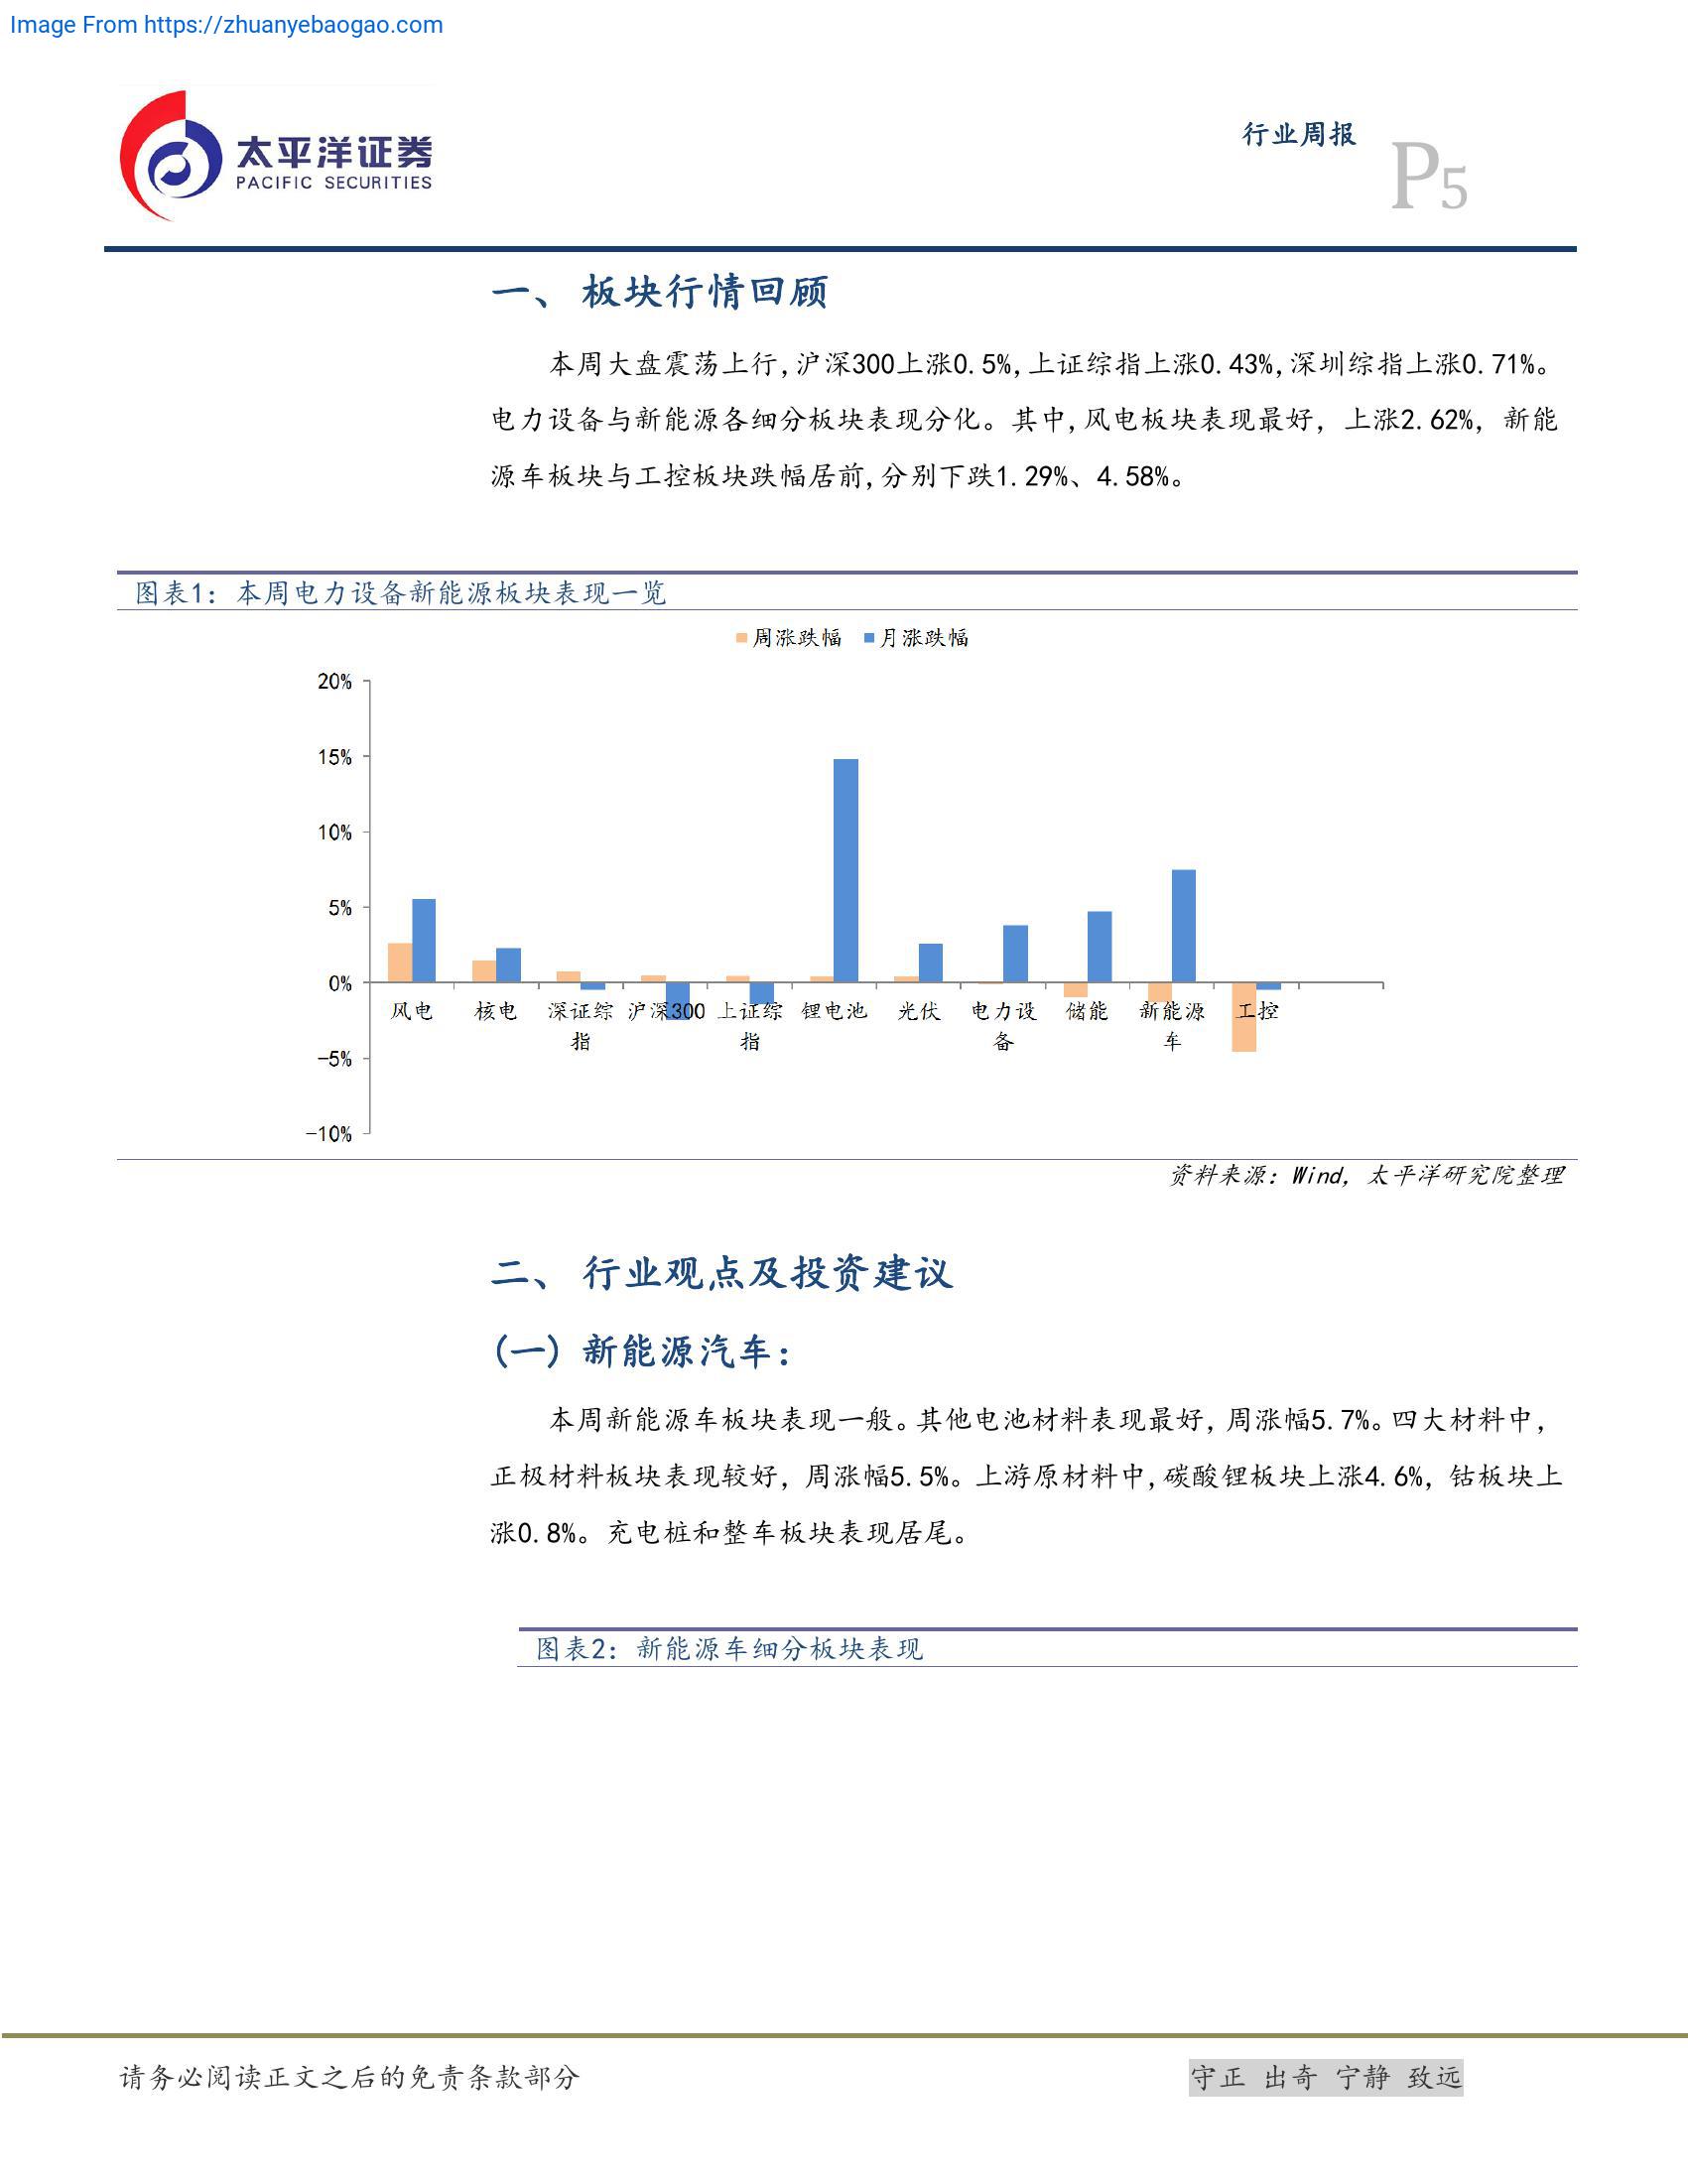 Image From https://zhuanyebaogao.com
太平洋证券
PACIFIC SECURITIES
行业周报
P5
一、 板块行情回顾
本周大盘震荡上行,沪深300上涨0.5%,上证综指上涨0.43%,深圳综指上涨0.71%。
电力设备与新能源各细分板块表现分化。其中,风电板块表现最好, 上涨2.62%, 新能
源车板块与工控板块跌幅居前,分别下跌1.29%、4.58%。
图表1: 本周电力设备新能源板块表现一览
周涨跌幅 月涨跌幅
20%
15%
10%
5%
0%
-5%
-10%
风电 核电 深证综指 沪深300 上证综指 锂电池 光伏 电力设备 储能 新能源车 工控
资料来源: Wind, 太平洋研究院整理
二、 行业观点及投资建议
(一) 新能源汽车:
本周新能源车板块表现一般。其他电池材料表现最好, 周涨幅5.7%。四大材料中,
正极材料板块表现较好, 周涨幅5.5%。上游原材料中,碳酸锂板块上涨4.6%, 钴板块上
涨0.8%。充电桩和整车板块表现居尾。
图表2: 新能源车细分板块表现
请务必阅读正文之后的免责条款部分
守正 出奇 宁静 致远